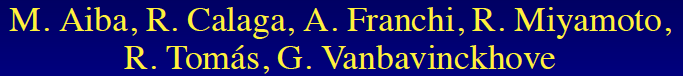 M. Aiba, R. Calaga, A. Franchi, R. Miyamoto,
R. Tomás, G. Vanbavinckhove